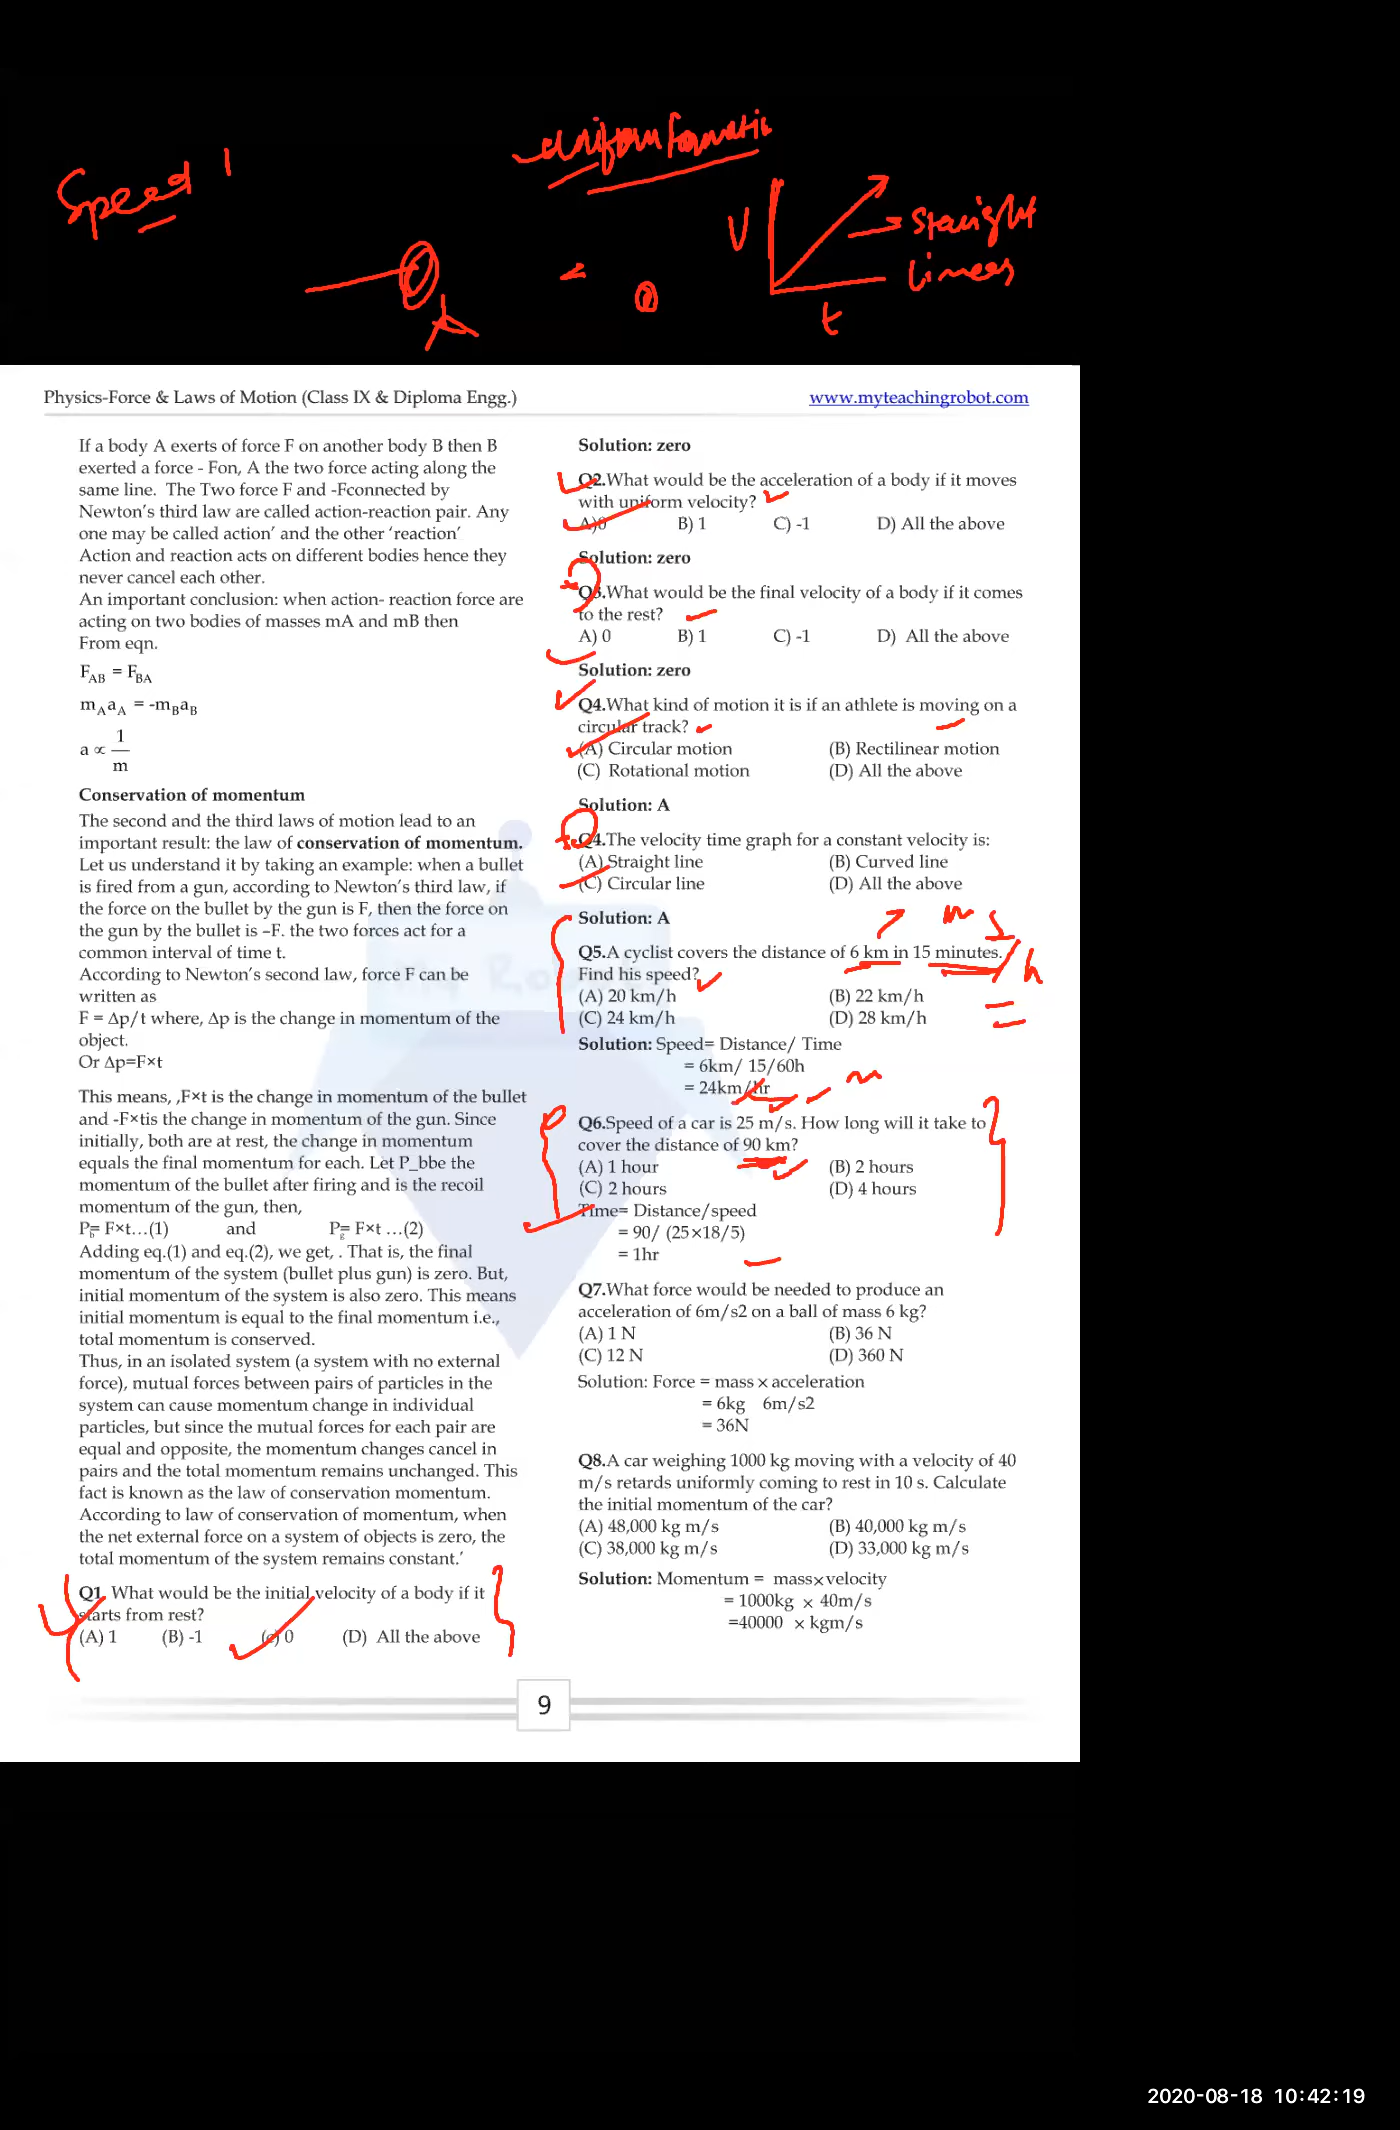 Speed 1
V
t
Straight
Physics-Force & Laws of Motion (Class IX & Diploma Engg.)
www.myteachingrobot.com
If a body A exerts of force F on another body B then B
exerted a force - Fon, A the two force acting along the
same line. The Two force F and -Fconnected by
Newton's third law are called action-reaction pair. Any
one may be called action' and the other 'reaction'
Action and reaction acts on different bodies hence they
never cancel each other.
An important conclusion: when action- reaction force are
acting on two bodies of masses mA and mB then
From eqn.
F_AB = F_BA
m_A a_A = -m_B a_B
a ∝ 1/m
Conservation of momentum
The second and the third laws of motion lead to an
important result: the law of conservation of momentum.
Let us understand it by taking an example: when a bullet
is fired from a gun, according to Newton's third law, if
the force on the bullet by the gun is F, then the force on
the gun by the bullet is –F. the two forces act for a
common interval of time t.
According to Newton's second law, force F can be
written as
F = Δp/t where, Δp is the change in momentum of the
object.
Or Δp=F×t
This means, ,F×t is the change in momentum of the bullet
and -F×tis the change in momentum of the gun. Since
initially, both are at rest, the change in momentum
equals the final momentum for each. Let P_bbe the
momentum of the bullet after firing and is the recoil
momentum of the gun, then,
P_b= F×t…(1) and P_g= F×t …(2)
Adding eq.(1) and eq.(2), we get, . That is, the final
momentum of the system (bullet plus gun) is zero. But,
initial momentum of the system is also zero. This means
initial momentum is equal to the final momentum i.e.,
total momentum is conserved.
Thus, in an isolated system (a system with no external
force), mutual forces between pairs of particles in the
system can cause momentum change in individual
particles, but since the mutual forces for each pair are
equal and opposite, the momentum changes cancel in
pairs and the total momentum remains unchanged. This
fact is known as the law of conservation momentum.
According to law of conservation of momentum, when
the net external force on a system of objects is zero, the
total momentum of the system remains constant.'
Q1. What would be the initial velocity of a body if it
starts from rest?
(A) 1 (B) -1 (c) 0 (D) All the above
Solution: zero
Q2.What would be the acceleration of a body if it moves
with uniform velocity?
A)0 B) 1 C) -1 D) All the above
Solution: zero
Q3.What would be the final velocity of a body if it comes
to the rest?
A) 0 B) 1 C) -1 D) All the above
Solution: zero
Q4.What kind of motion it is if an athlete is moving on a
circular track?
(A) Circular motion (B) Rectilinear motion
(C) Rotational motion (D) All the above
Solution: A
Q4.The velocity time graph for a constant velocity is:
(A) Straight line (B) Curved line
(C) Circular line (D) All the above
Solution: A
Q5.A cyclist covers the distance of 6 km in 15 minutes.
Find his speed?
(A) 20 km/h (B) 22 km/h
(C) 24 km/h (D) 28 km/h
Solution: Speed= Distance/ Time
= 6km/ 15/60h
= 24km/hr
Q6.Speed of a car is 25 m/s. How long will it take to
cover the distance of 90 km?
(A) 1 hour (B) 2 hours
(C) 2 hours (D) 4 hours
Time= Distance/speed
= 90/ (25×18/5)
= 1hr
Q7.What force would be needed to produce an
acceleration of 6m/s2 on a ball of mass 6 kg?
(A) 1 N (B) 36 N
(C) 12 N (D) 360 N
Solution: Force = mass × acceleration
= 6kg 6m/s2
= 36N
Q8.A car weighing 1000 kg moving with a velocity of 40
m/s retards uniformly coming to rest in 10 s. Calculate
the initial momentum of the car?
(A) 48,000 kg m/s (B) 40,000 kg m/s
(C) 38,000 kg m/s (D) 33,000 kg m/s
Solution: Momentum = mass×velocity
= 1000kg × 40m/s
=40000 × kgm/s
9
2020-08-18 10:42:19